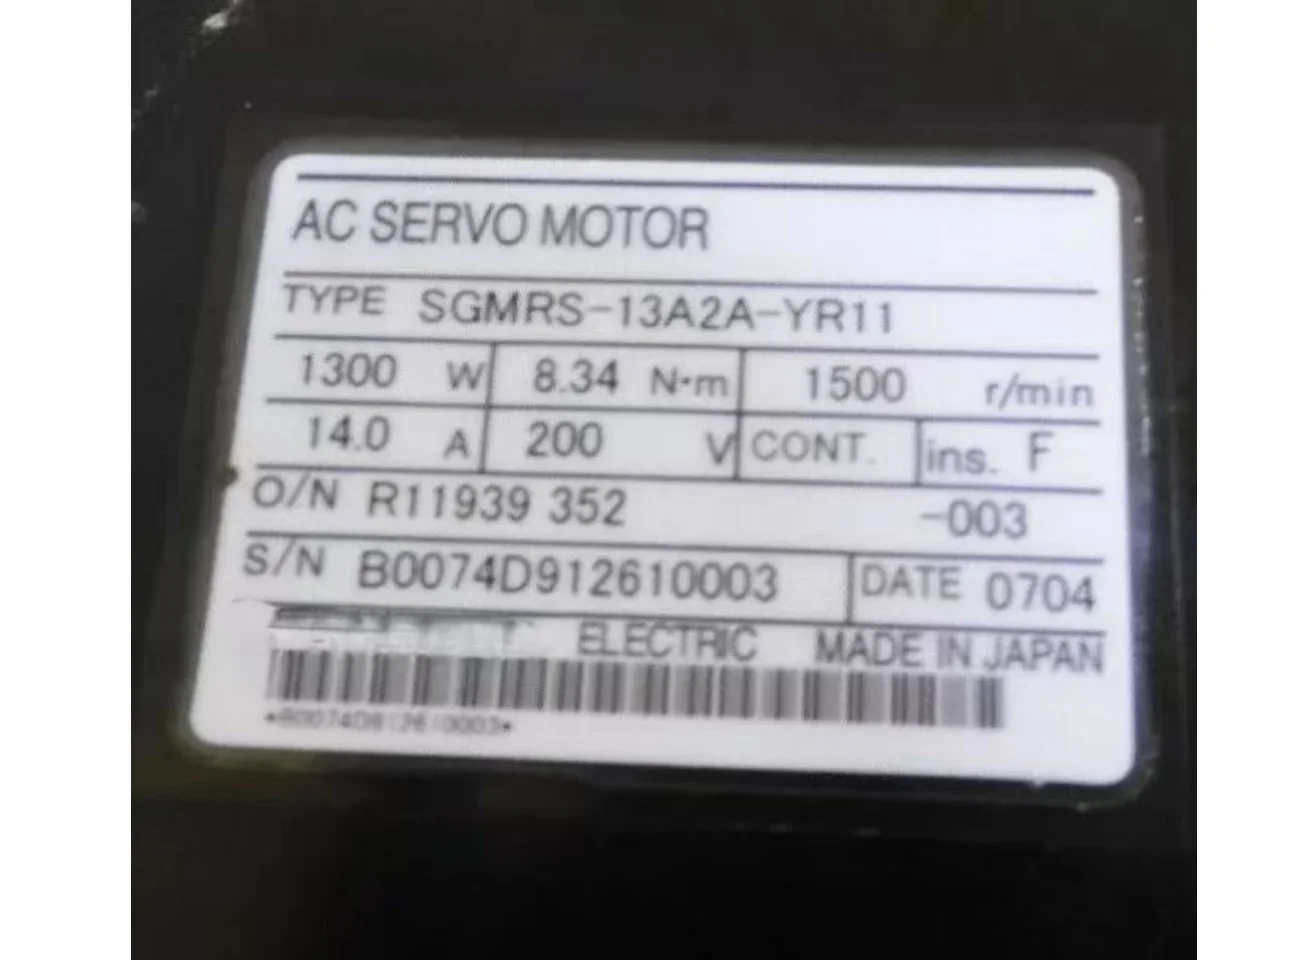 AC SERVO MOTOR
TYPE SGMRS-13A2A-YR11
1300 W 8.34 N·m 1500 r/min
14.0 A 200 V CONT. ins. F
O/N R11939 352 -003
S/N B0074D912610003 DATE 0704
ELECTRIC MADE IN JAPAN